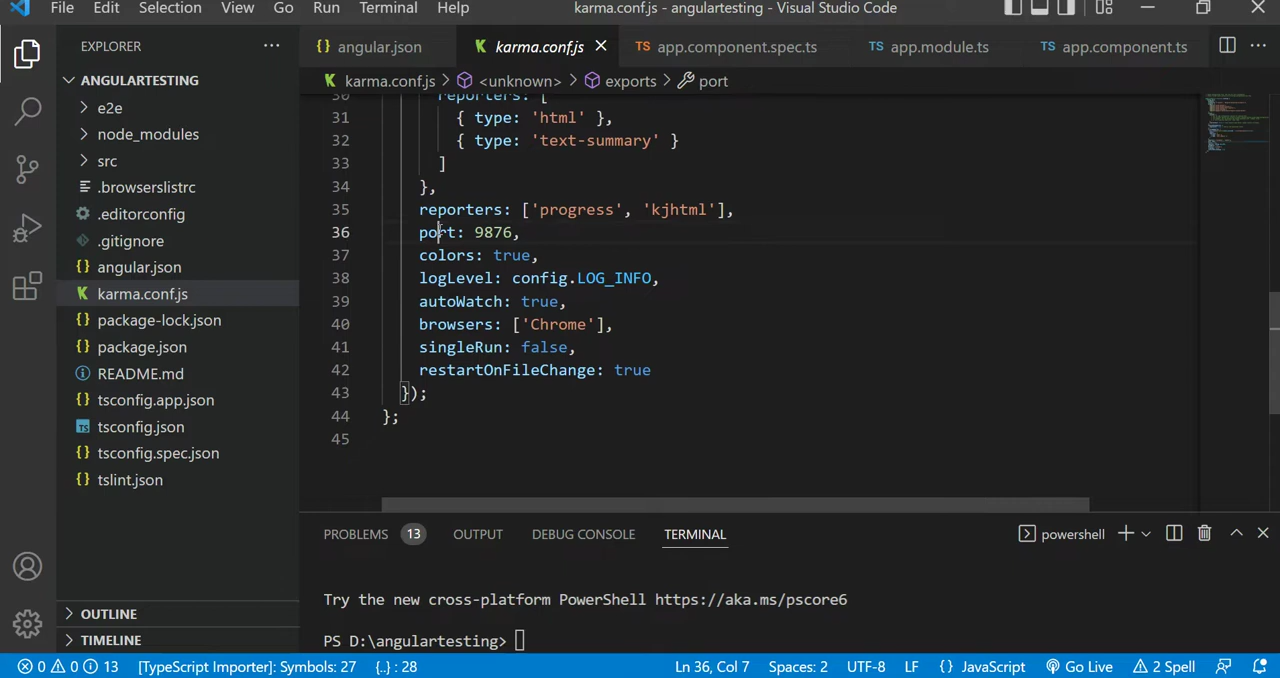 File Edit Selection View Go Run Terminal Help karma.conf.js - angulartesting - Visual Studio Code
EXPLORER
angular.json karma.conf.js app.component.spec.ts app.module.ts app.component.ts
ANGULARTESTING
karma.conf.js > <unknown> > exports > port
e2e
node_modules
src
.browserslistrc
.editorconfig
.gitignore
angular.json
karma.conf.js
package-lock.json
package.json
README.md
tsconfig.app.json
tsconfig.json
tsconfig.spec.json
tslint.json
OUTLINE
TIMELINE
30 reporters: [
31 { type: 'html' },
32 { type: 'text-summary' }
33 ]
34 },
35 reporters: ['progress', 'kjhtml'],
36 port: 9876,
37 colors: true,
38 logLevel: config.LOG_INFO,
39 autoWatch: true,
40 browsers: ['Chrome'],
41 singleRun: false,
42 restartOnFileChange: true
43 });
44 };
45
PROBLEMS 13 OUTPUT DEBUG CONSOLE TERMINAL powershell
Try the new cross-platform PowerShell https://aka.ms/pscore6
PS D:\angulartesting>
0 0 13 [TypeScript Importer]: Symbols: 27 {..} : 28 Ln 36, Col 7 Spaces: 2 UTF-8 LF {} JavaScript Go Live 2 Spell